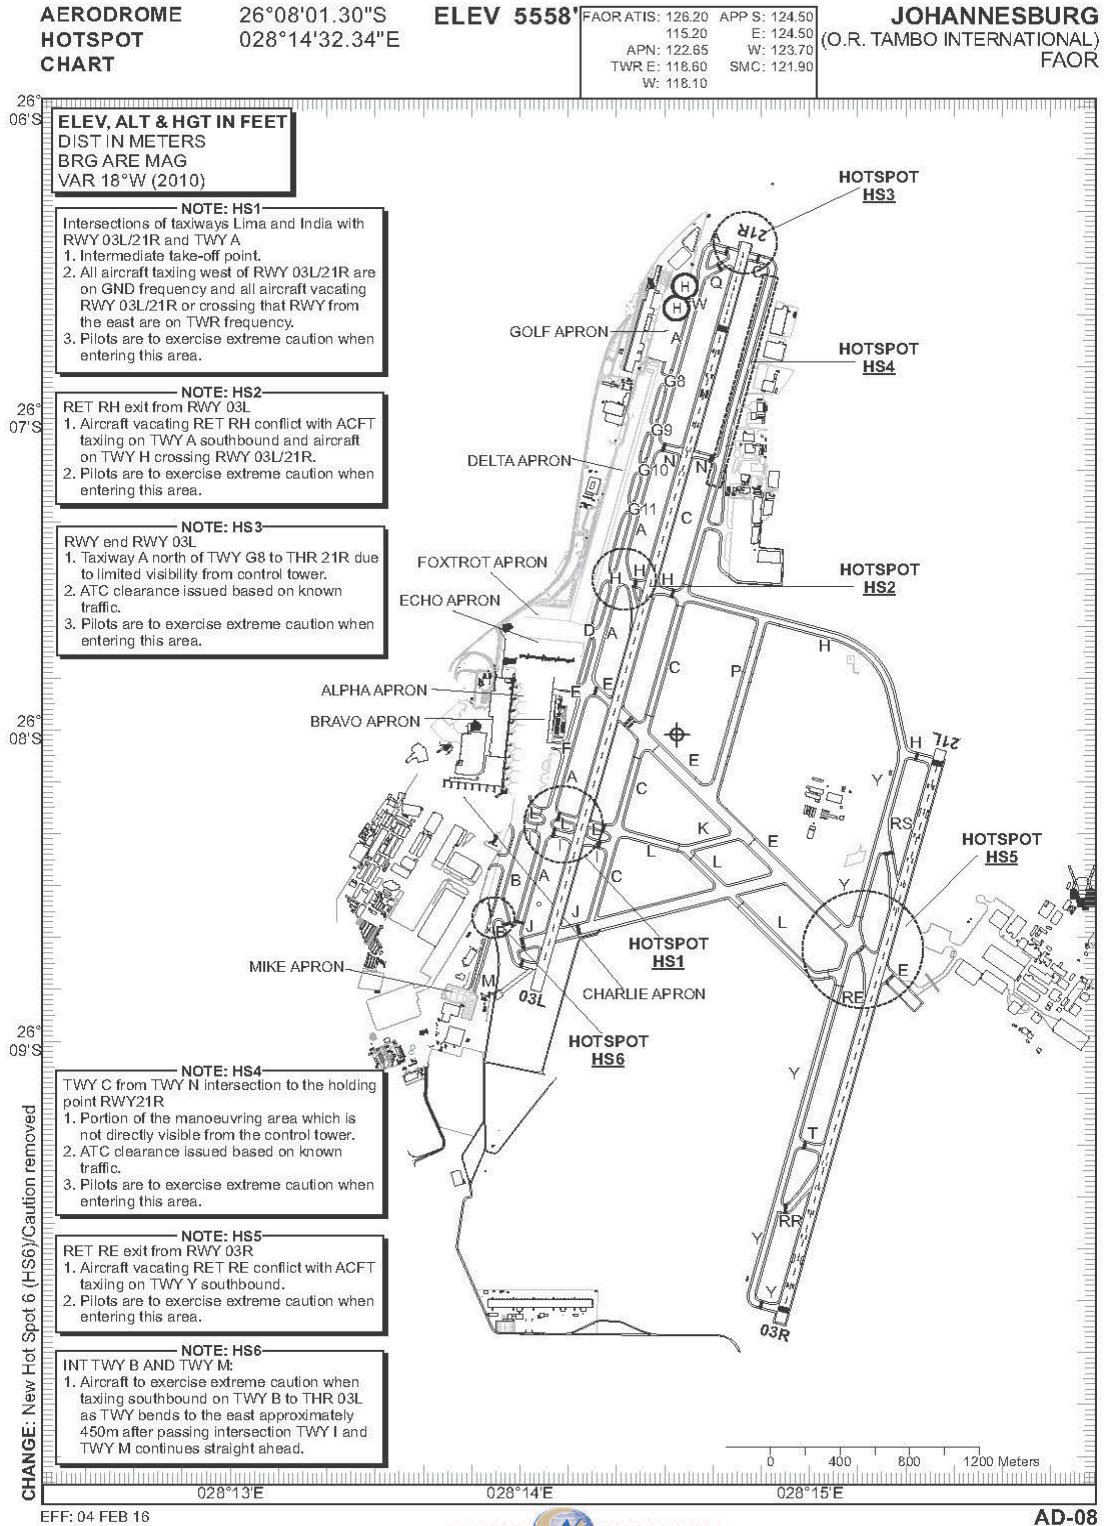 AERODROME
HOTSPOT
CHART
26°08'01.30"S
028°14'32.34"E
ELEV 5558'
FAOR ATIS: 126.20 APP S: 124.50
115.20 E: 124.50
APN: 122.65 W: 123.70
TWR E: 118.60 SMC: 121.90
W: 118.10
JOHANNESBURG
(O.R. TAMBO INTERNATIONAL)
FAOR
26°
06'S
ELEV, ALT & HGT IN FEET
DIST IN METERS
BRG ARE MAG
VAR 18°W (2010)
NOTE: HS1
Intersections of taxiways Lima and India with
RWY 03L/21R and TWY A
1. Intermediate take-off point.
2. All aircraft taxiing west of RWY 03L/21R are
on GND frequency and all aircraft vacating
RWY 03L/21R or crossing that RWY from
the east are on TWR frequency.
3. Pilots are to exercise extreme caution when
entering this area.
NOTE: HS2
RET RH exit from RWY 03L
1. Aircraft vacating RET RH conflict with ACFT
taxiing on TWY A southbound and aircraft
on TWY H crossing RWY 03L/21R.
2. Pilots are to exercise extreme caution when
entering this area.
26°
07'S
NOTE: HS3
RWY end RWY 03L
1. Taxiway A north of TWY G8 to THR 21R due
to limited visibility from control tower.
2. ATC clearance issued based on known
traffic.
3. Pilots are to exercise extreme caution when
entering this area.
26°
08'S
26°
09'S
NOTE: HS4
TWY C from TWY N intersection to the holding
point RWY21R
1. Portion of the manoeuvring area which is
not directly visible from the control tower.
2. ATC clearance issued based on known
traffic.
3. Pilots are to exercise extreme caution when
entering this area.
NOTE: HS5
RET RE exit from RWY 03R
1. Aircraft vacating RET RE conflict with ACFT
taxiing on TWY Y southbound.
2. Pilots are to exercise extreme caution when
entering this area.
NOTE: HS6
INT TWY B AND TWY M:
1. Aircraft to exercise extreme caution when
taxiing southbound on TWY B to THR 03L
as TWY bends to the east approximately
450m after passing intersection TWY I and
TWY M continues straight ahead.
HOTSPOT
HS3
21R
A
Q
H
H
W
GOLF APRON
A
HOTSPOT
HS4
G8
G9
DELTA APRON
G10
N
N
G11
A
C
FOXTROT APRON
H
H
H
HOTSPOT
HS2
ECHO APRON
D
A
H
C
P
ALPHA APRON
E
E
BRAVO APRON
F
H
21L
E
A
C
Y
L
L
L
K
E
RS
HOTSPOT
HS5
I
I
L
L
B
A
C
Y
B
J
J
L
HOTSPOT
HS1
MIKE APRON
M
E
RE
03L
CHARLIE APRON
HOTSPOT
HS6
Y
T
RR
Y
Y
03R
0 400 800 1200 Meters
028°13'E
028°14'E
028°15'E
CHANGE: New Hot Spot 6 (HS6)/Caution removed
EFF: 04 FEB 16
AD-08